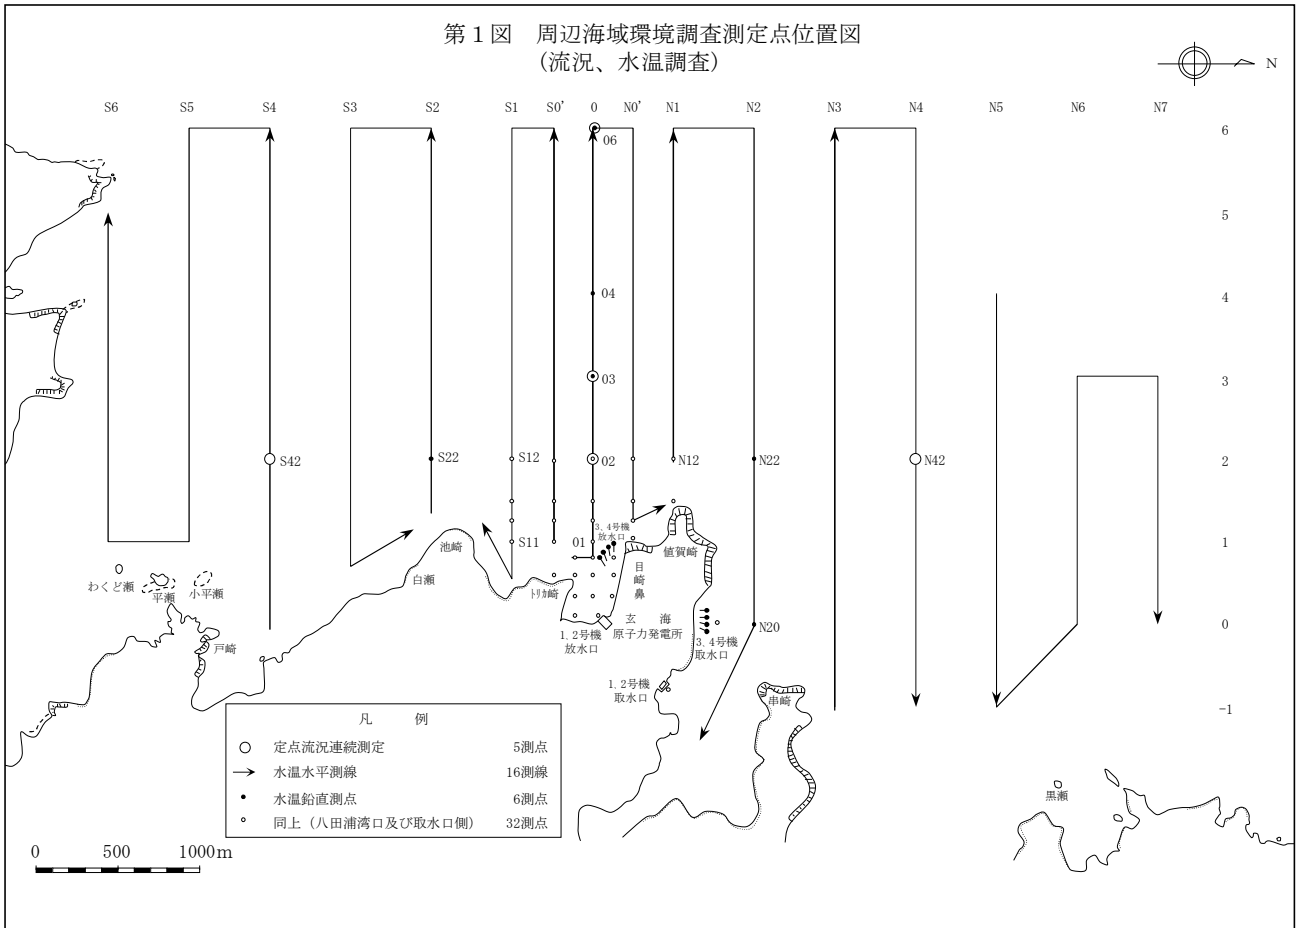 第１図　周辺海域環境調査測定点位置図
(流況、水温調査)
N
S6 S5 S4 S3 S2 S1 S0' 0 N0' N1 N2 N3 N4 N5 N6 N7
6
06
5
04
4
03
3
S42
S22
S12
02
N12
N22
N42
2
3、4号機
放水口
S11
01
1
池崎
値賀崎
白瀬
ﾄﾘｶ崎
目崎鼻
わくど瀬
平瀬
小平瀬
戸崎
玄　海
原子力発電所
1、2号機
放水口
N20
0
3、4号機
取水口
1、2号機
取水口
串崎
-1
凡　例
定点流況連続測定　5測点
水温水平測線　16測線
水温鉛直測点　6測点
同上（八田浦湾口及び取水口側）　32測点
黒瀬
0　500　1000m